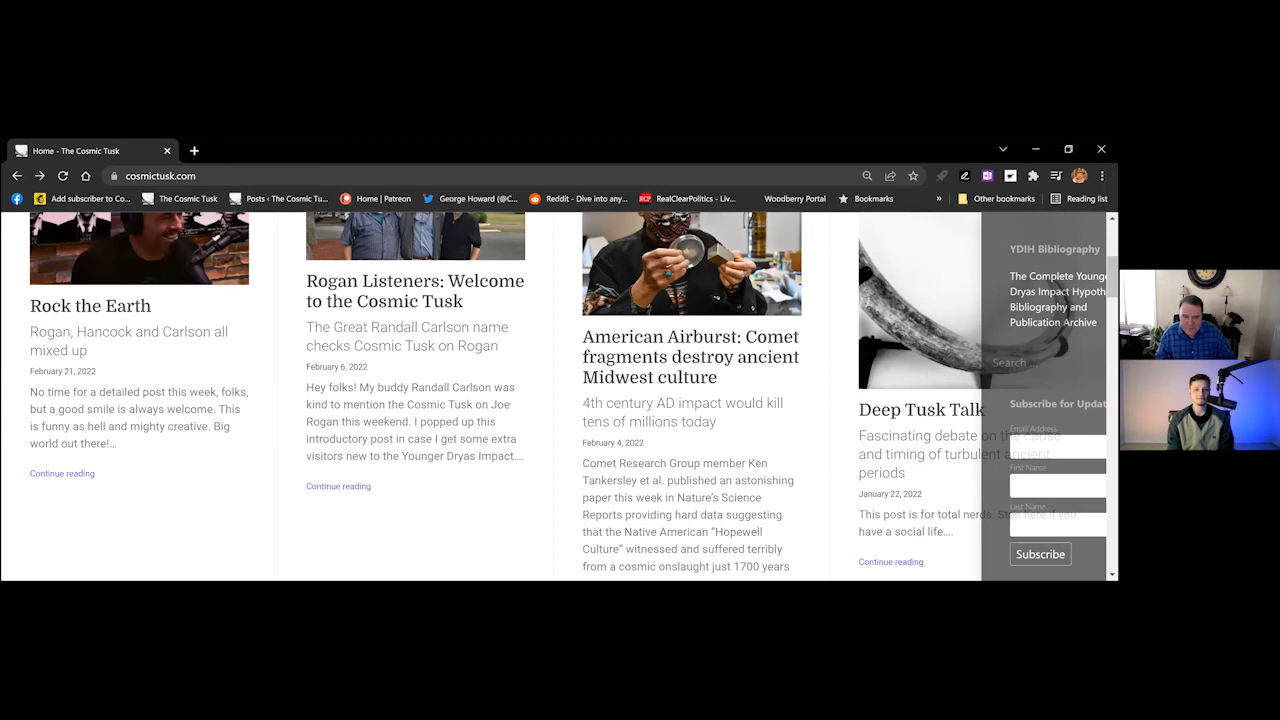 Home - The Cosmic Tusk
cosmictusk.com
Add subscriber to Co...
The Cosmic Tusk
Posts ‹ The Cosmic Tu...
Home | Patreon
George Howard (@C...
Reddit - Dive into any...
RCP
RealClearPolitics - Liv...
Woodberry Portal
Bookmarks
»
Other bookmarks
Reading list
Rock the Earth
Rogan, Hancock and Carlson all
mixed up
February 21, 2022
No time for a detailed post this week, folks,
but a good smile is always welcome. This
is funny as hell and mighty creative. Big
world out there!...
Continue reading
Rogan Listeners: Welcome
to the Cosmic Tusk
The Great Randall Carlson name
checks Cosmic Tusk on Rogan
February 6, 2022
Hey folks! My buddy Randall Carlson was
kind to mention the Cosmic Tusk on Joe
Rogan this weekend. I popped up this
introductory post in case I get some extra
visitors new to the Younger Dryas Impact....
Continue reading
American Airburst: Comet
fragments destroy ancient
Midwest culture
4th century AD impact would kill
tens of millions today
February 4, 2022
Comet Research Group member Ken
Tankersley et al. published an astonishing
paper this week in Nature's Science
Reports providing hard data suggesting
that the Native American “Hopewell
Culture” witnessed and suffered terribly
from a cosmic onslaught just 1700 years
Deep Tusk Talk
Fascinating debate on the cause
and timing of turbulent ancient
periods
January 22, 2022
This post is for total nerds. Stop here if you
have a social life....
Continue reading
YDIH Bibliography
The Complete Younge
Dryas Impact Hypoth
Bibliography and
Publication Archive
Search
Subscribe for Updat
Email Address
First Name
Last Name
Subscribe